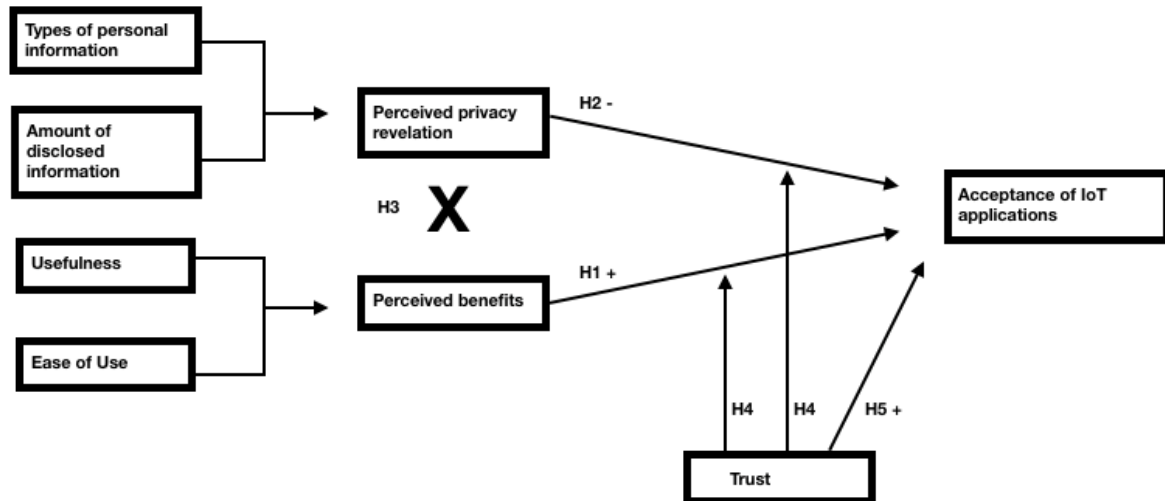 Types of personal
information
Amount of
disclosed
information
Usefulness
Ease of Use
Perceived privacy
revelation
H3
X
Perceived benefits
H2 -
H1 +
H4
H4
H5 +
Trust
Acceptance of IoT
applications